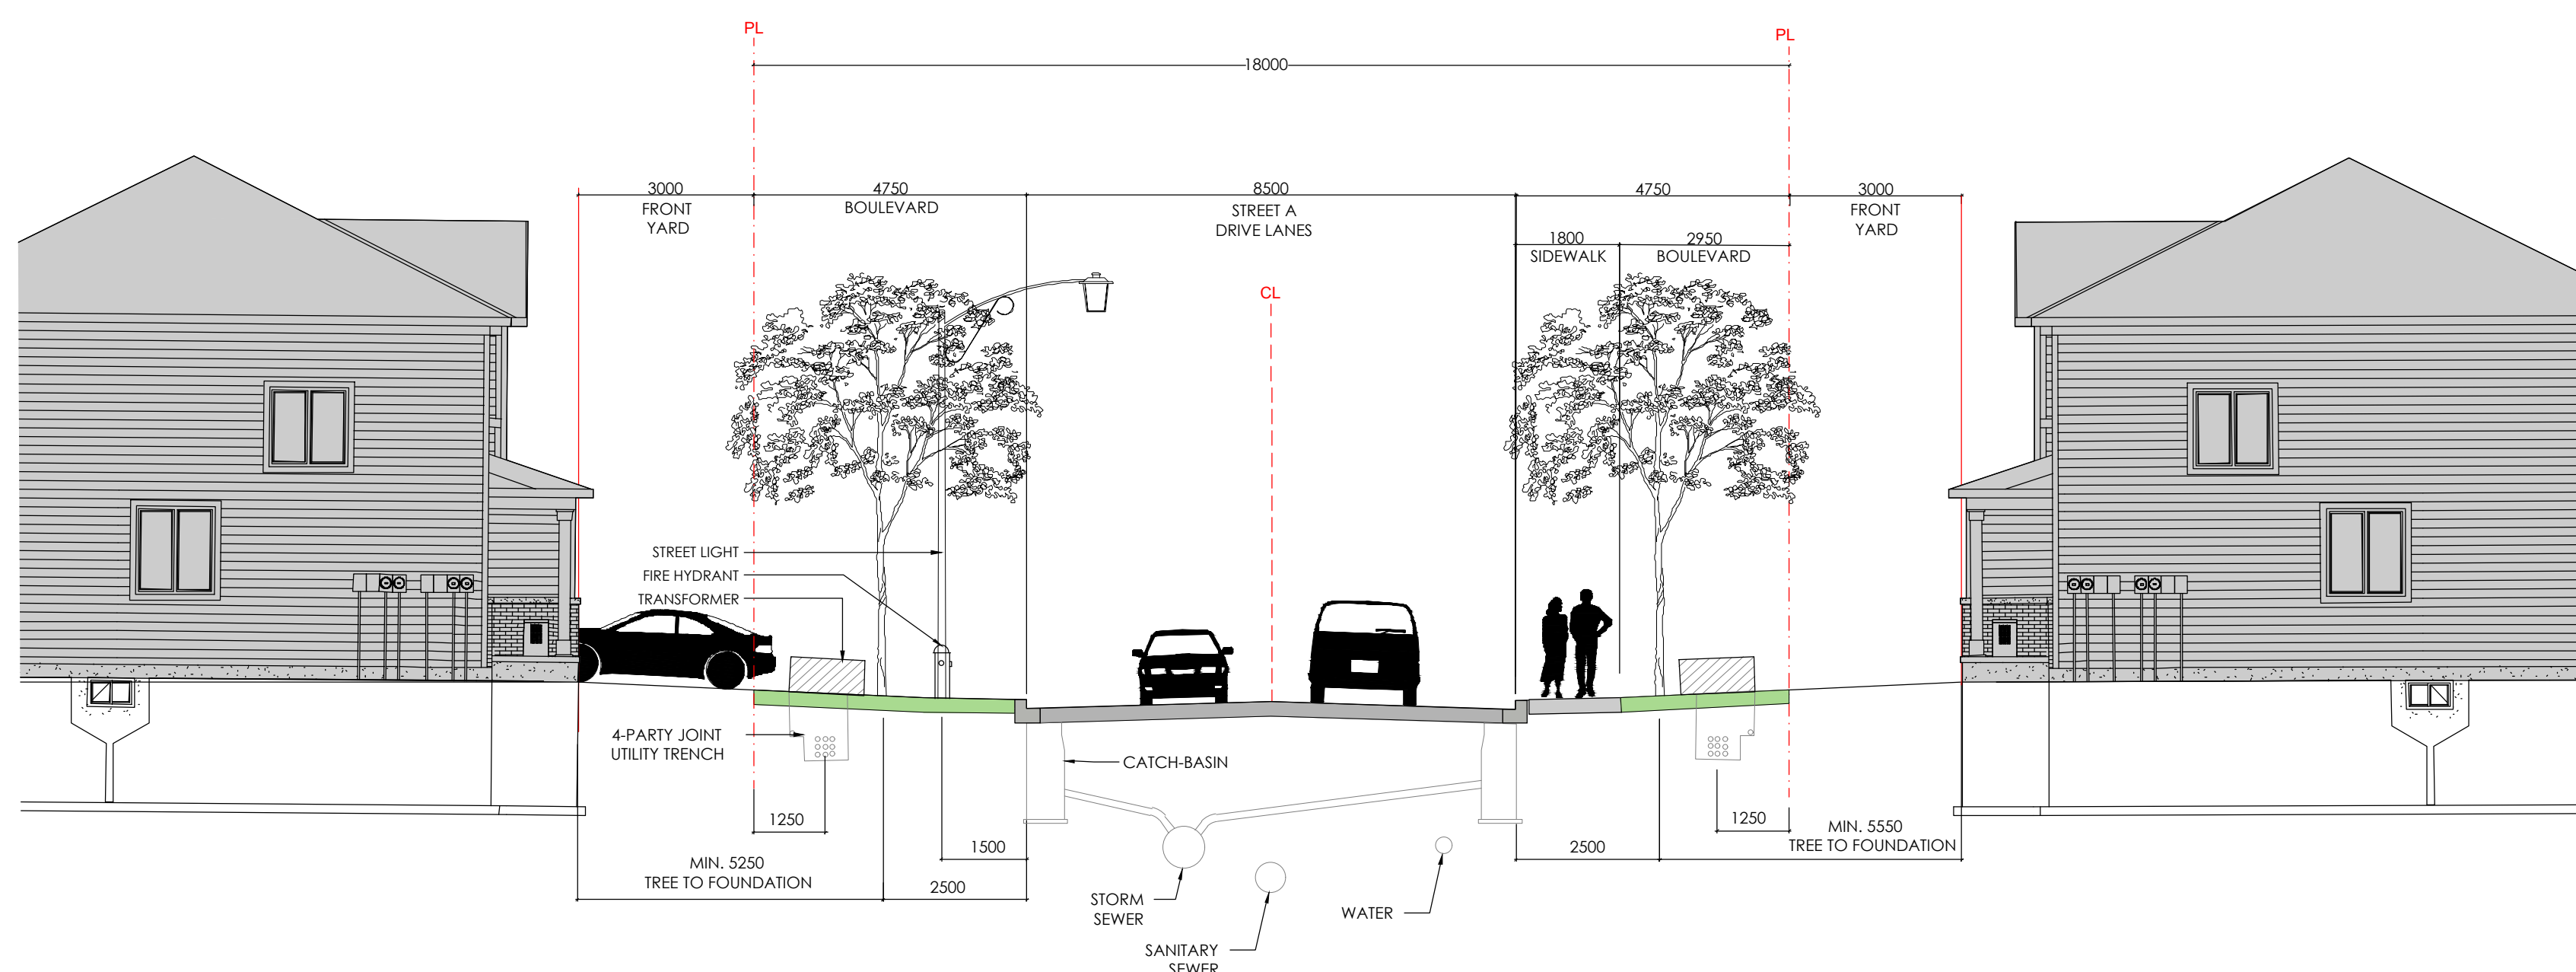 PL
PL
18000
3000
FRONT
YARD
4750
BOULEVARD
8500
STREET A
DRIVE LANES
4750
3000
FRONT
YARD
1800
SIDEWALK
2950
BOULEVARD
CL
STREET LIGHT
FIRE HYDRANT
TRANSFORMER
4-PARTY JOINT
UTILITY TRENCH
CATCH-BASIN
1250
1500
MIN. 5250
TREE TO FOUNDATION
2500
STORM
SEWER
SANITARY
SEWER
WATER
2500
1250
MIN. 5550
TREE TO FOUNDATION